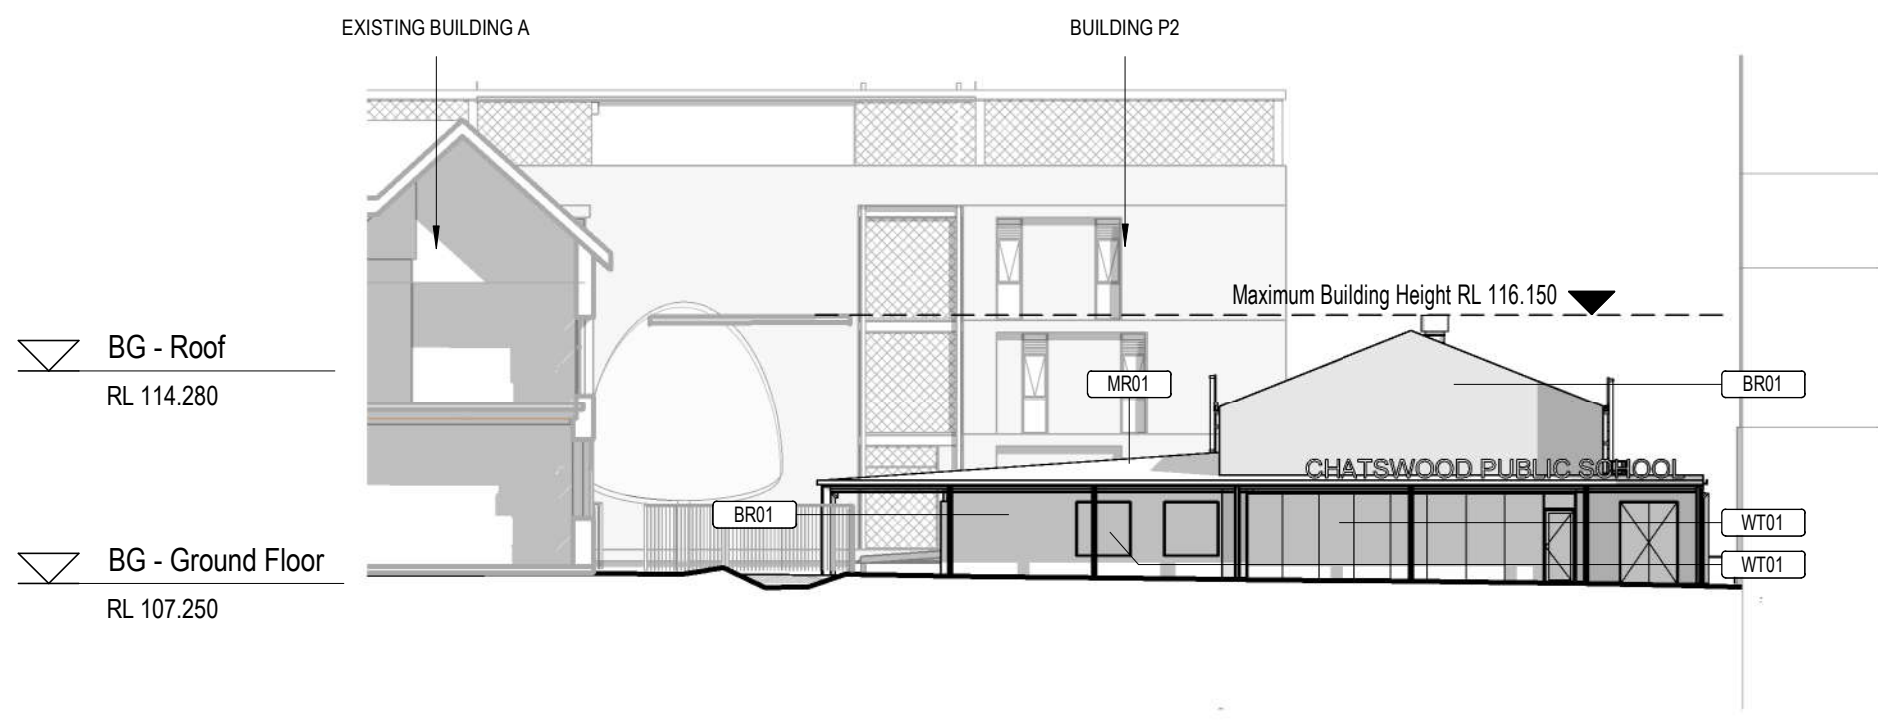 EXISTING BUILDING A
BUILDING P2
Maximum Building Height RL 116.150
BG - Roof
RL 114.280
MR01
BR01
CHATSWOOD PUBLIC SCHOOL
BR01
WT01
BG - Ground Floor
WT01
RL 107.250